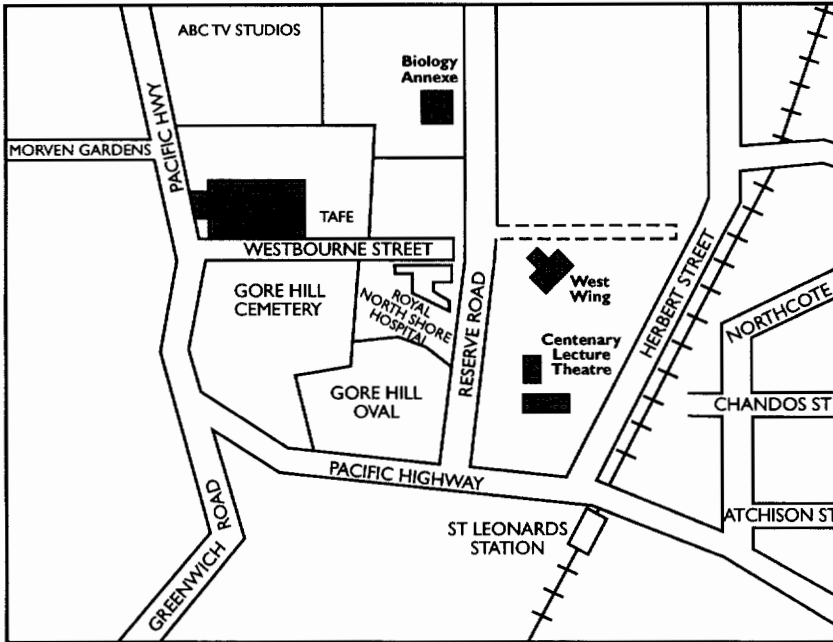 ABC TV STUDIOS
Biology
Annexe
PACIFIC HWY
MORVEN GARDENS
TAFE
WESTBOURNE STREET
GORE HILL
CEMETERY
ROYAL
NORTH SHORE
HOSPITAL
RESERVE ROAD
West
Wing
HERBERT STREET
NORTHCOTE
Centenary
Lecture
Theatre
GORE HILL
OVAL
CHANDOS ST
PACIFIC HIGHWAY
ATCHISON ST
ST LEONARDS
STATION
GREENWICH ROAD